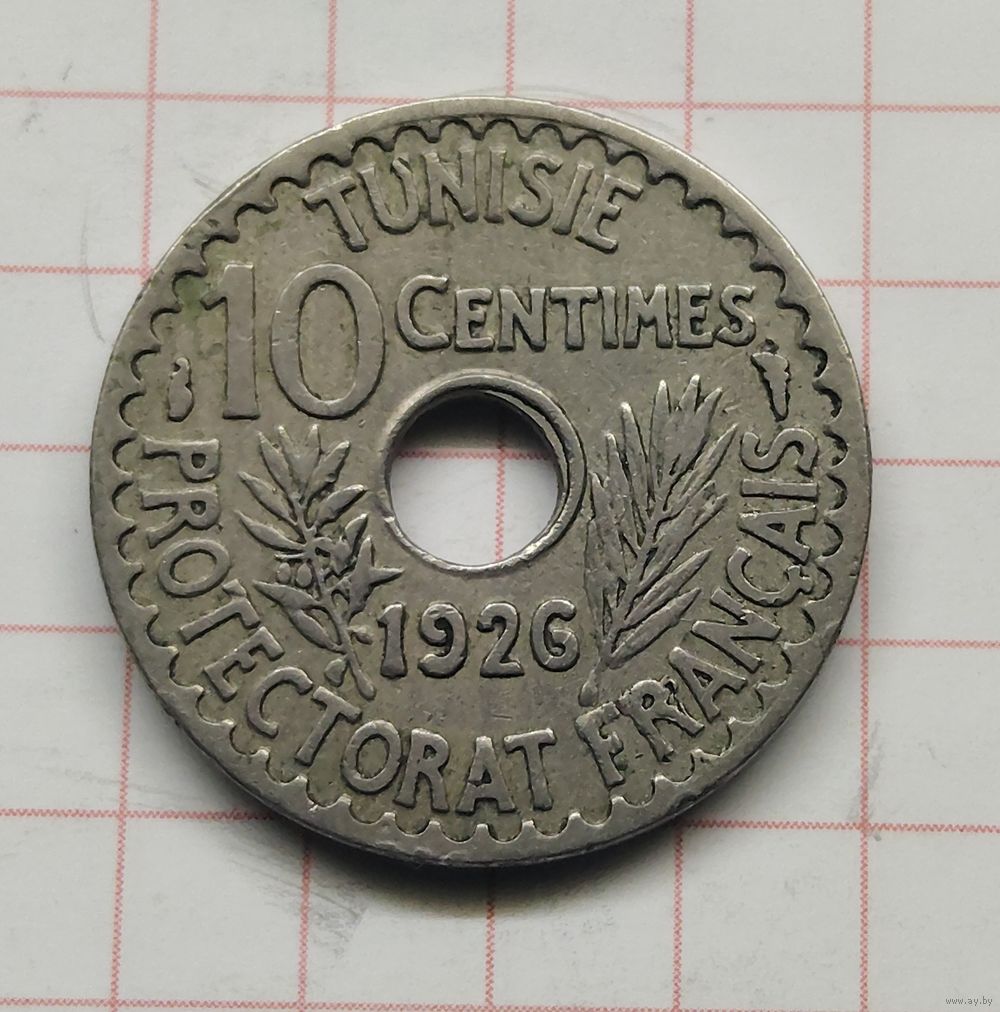 TUNISIE
10 CENTIMES
1926
PROTECTORAT FRANÇAIS
www.ay.by